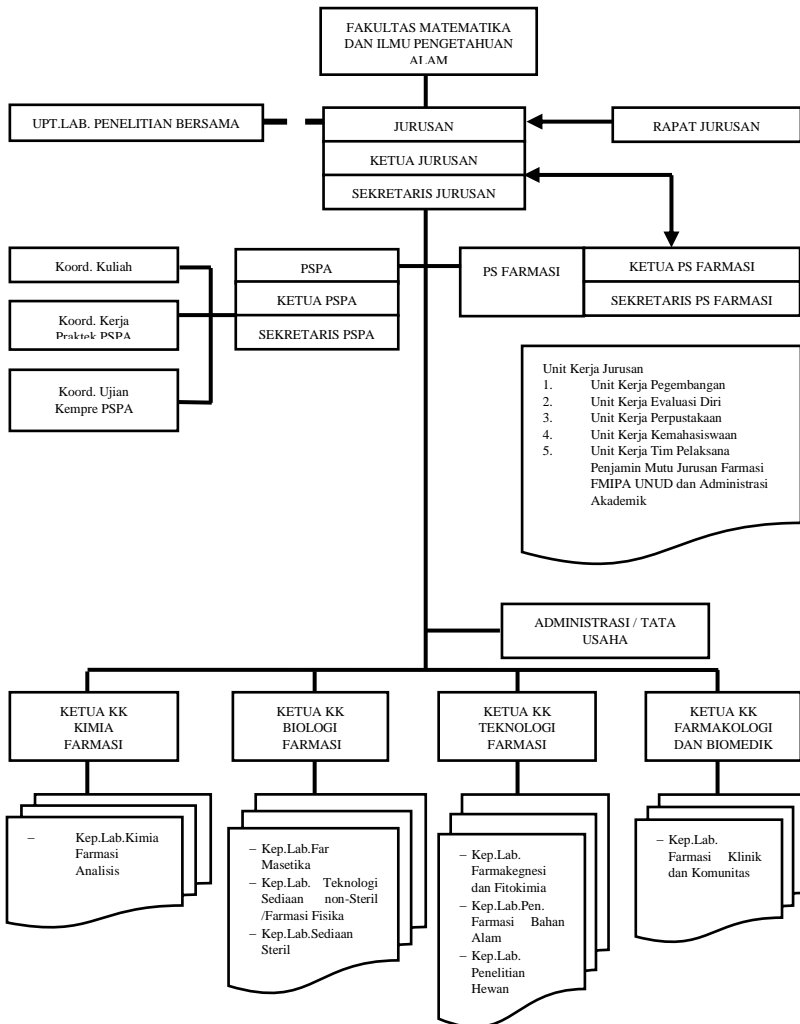 FAKULTAS MATEMATIKA
DAN ILMU PENGETAHUAN
ALAM
UPT.LAB. PENELITIAN BERSAMA
JURUSAN
RAPAT JURUSAN
KETUA JURUSAN
SEKRETARIS JURUSAN
Koord. Kuliah
Koord. Kerja
Praktek PSPA
Koord. Ujian
Kempre PSPA
PSPA
KETUA PSPA
SEKRETARIS PSPA
PS FARMASI
KETUA PS FARMASI
SEKRETARIS PS FARMASI
Unit Kerja Jurusan
1. Unit Kerja Pegembangan
2. Unit Kerja Evaluasi Diri
3. Unit Kerja Perpustakaan
4. Unit Kerja Kemahasiswaan
5. Unit Kerja Tim Pelaksana
Penjamin Mutu Jurusan Farmasi
FMIPA UNUD dan Administrasi
Akademik
ADMINISTRASI / TATA
USAHA
KETUA KK
KIMIA
FARMASI
KETUA KK
BIOLOGI
FARMASI
KETUA KK
TEKNOLOGI
FARMASI
KETUA KK
FARMAKOLOGI
DAN BIOMEDIK
– Kep.Lab.Kimia
Farmasi
Analisis
– Kep.Lab.Far
Masetika
– Kep.Lab. Teknologi
Sediaan non-Steril
/Farmasi Fisika
– Kep.Lab.Sediaan
Steril
– Kep.Lab.
Farmakegnesi
dan Fitokimia
– Kep.Lab.Pen.
Farmasi Bahan
Alam
– Kep.Lab.
Penelitian
Hewan
– Kep.Lab.
Farmasi Klinik
dan Komunitas